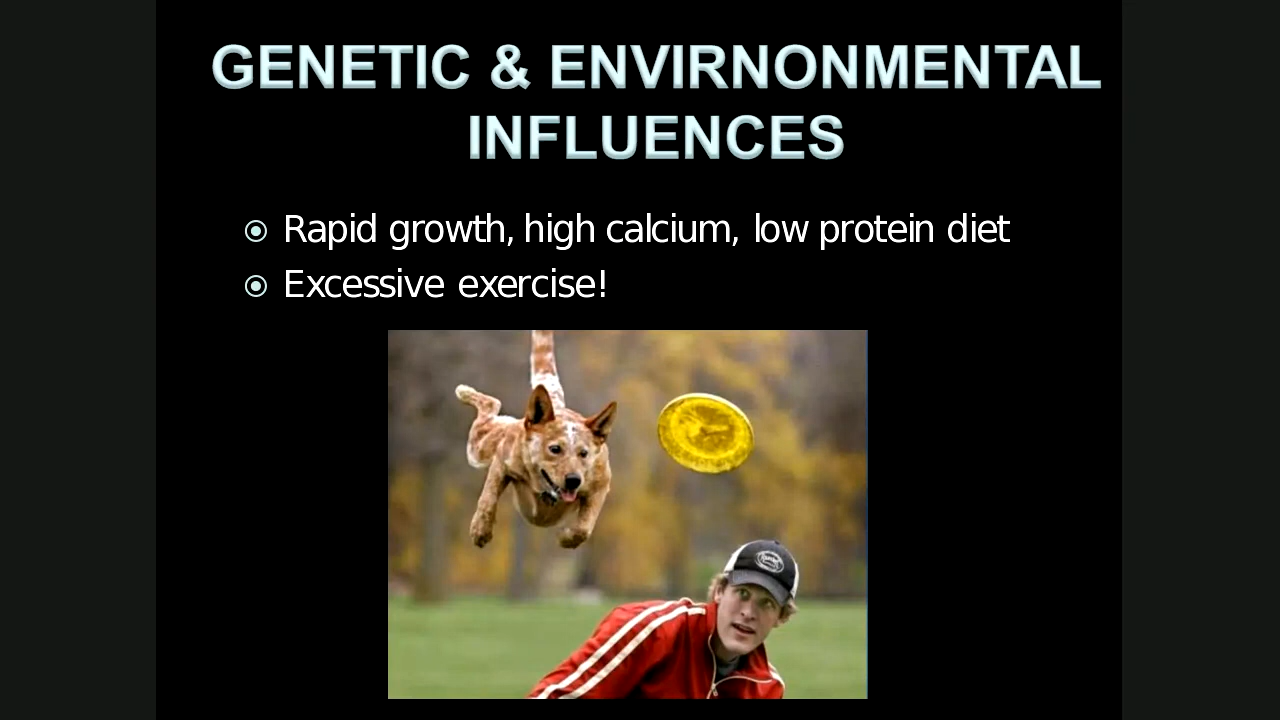 GENETIC & ENVIRNONMENTAL
INFLUENCES
Rapid growth, high calcium, low protein diet
Excessive exercise!